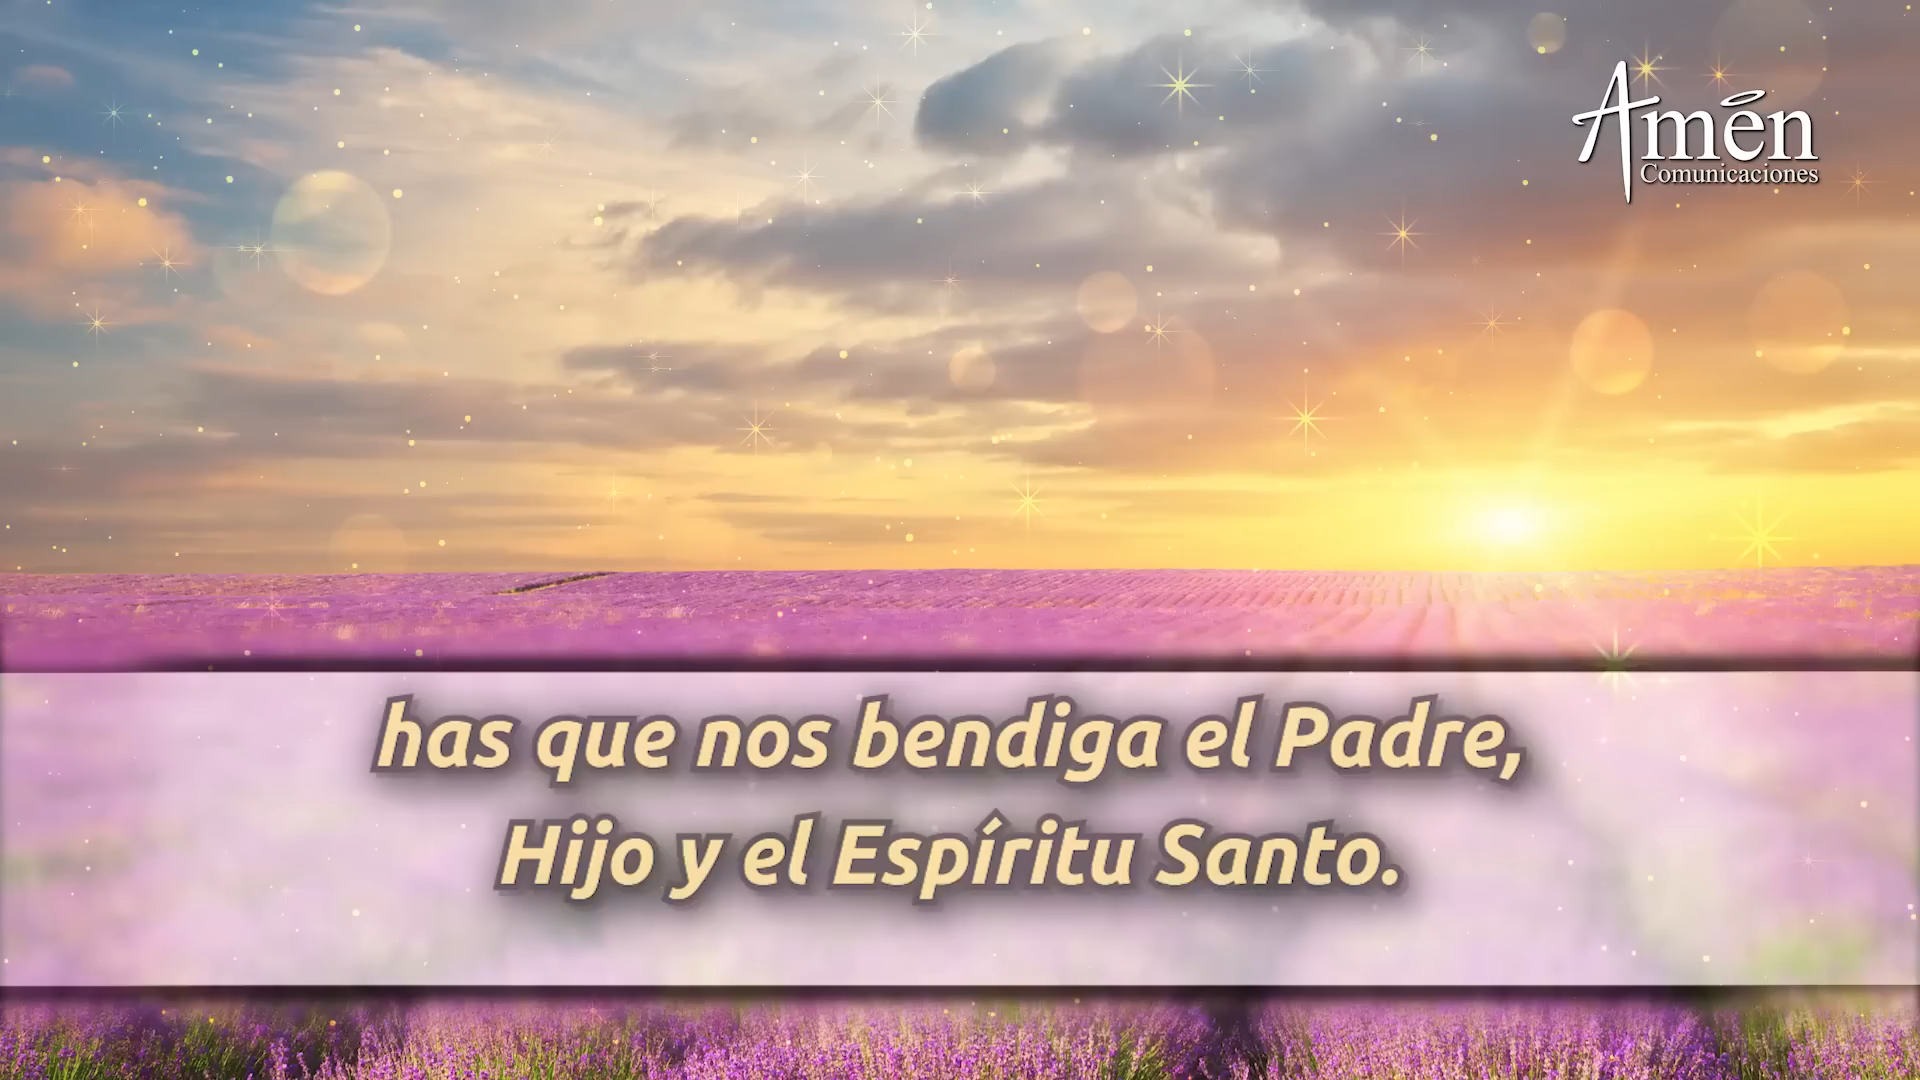 Amén
Comunicaciones
has que nos bendiga el Padre,
Hijo y el Espíritu Santo.